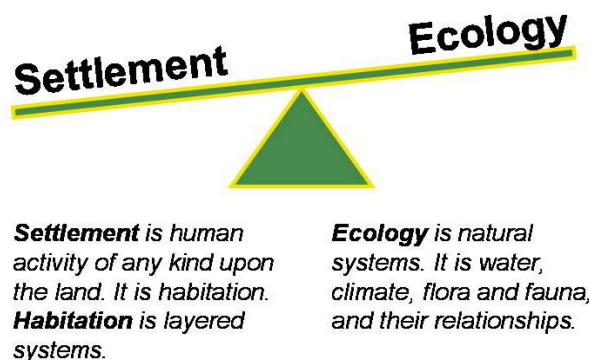 Settlement
Ecology
Settlement is human
activity of any kind upon
the land. It is habitation.
Habitation is layered
systems.
Ecology is natural
systems. It is water,
climate, flora and fauna,
and their relationships.